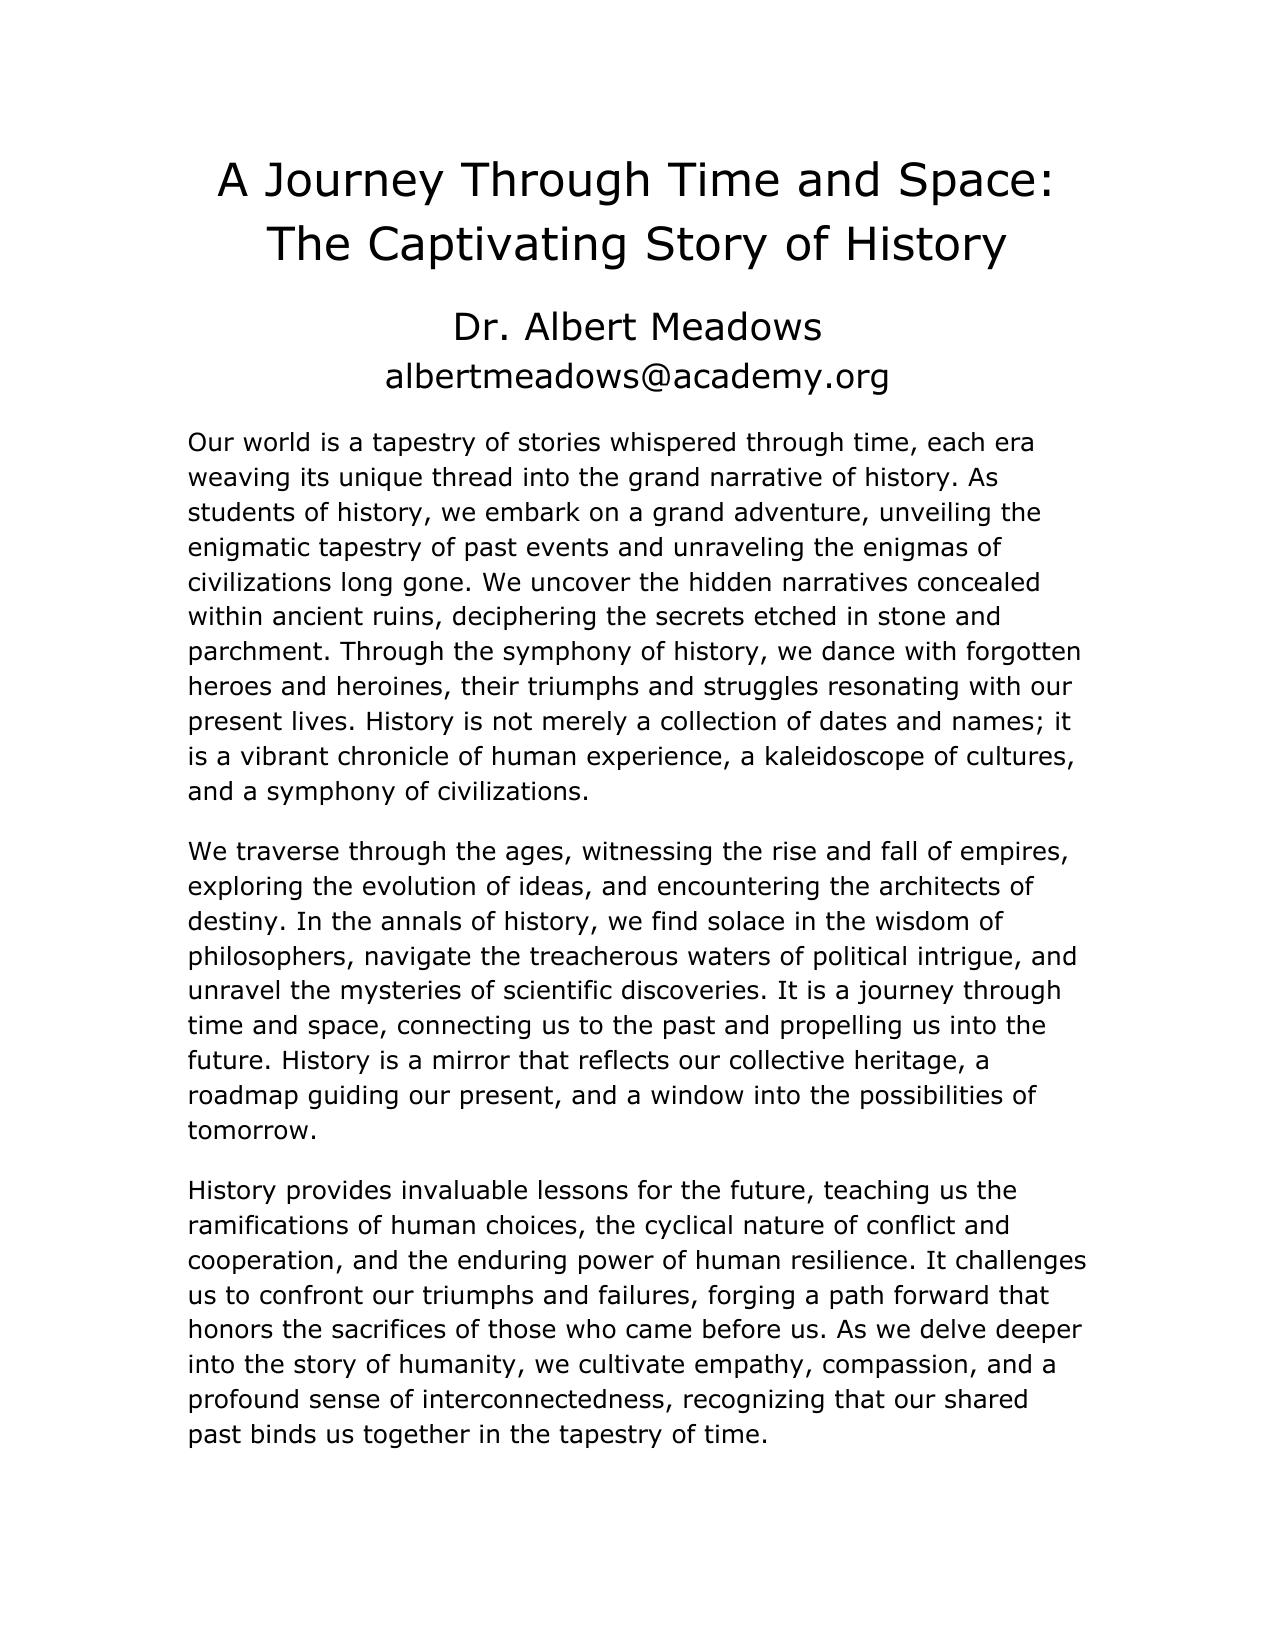 A Journey Through Time and Space:
The Captivating Story of History
Dr. Albert Meadows
albertmeadows@academy.org
Our world is a tapestry of stories whispered through time, each era
weaving its unique thread into the grand narrative of history. As
students of history, we embark on a grand adventure, unveiling the
enigmatic tapestry of past events and unraveling the enigmas of
civilizations long gone. We uncover the hidden narratives concealed
within ancient ruins, deciphering the secrets etched in stone and
parchment. Through the symphony of history, we dance with forgotten
heroes and heroines, their triumphs and struggles resonating with our
present lives. History is not merely a collection of dates and names; it
is a vibrant chronicle of human experience, a kaleidoscope of cultures,
and a symphony of civilizations.
We traverse through the ages, witnessing the rise and fall of empires,
exploring the evolution of ideas, and encountering the architects of
destiny. In the annals of history, we find solace in the wisdom of
philosophers, navigate the treacherous waters of political intrigue, and
unravel the mysteries of scientific discoveries. It is a journey through
time and space, connecting us to the past and propelling us into the
future. History is a mirror that reflects our collective heritage, a
roadmap guiding our present, and a window into the possibilities of
tomorrow.
History provides invaluable lessons for the future, teaching us the
ramifications of human choices, the cyclical nature of conflict and
cooperation, and the enduring power of human resilience. It challenges
us to confront our triumphs and failures, forging a path forward that
honors the sacrifices of those who came before us. As we delve deeper
into the story of humanity, we cultivate empathy, compassion, and a
profound sense of interconnectedness, recognizing that our shared
past binds us together in the tapestry of time.